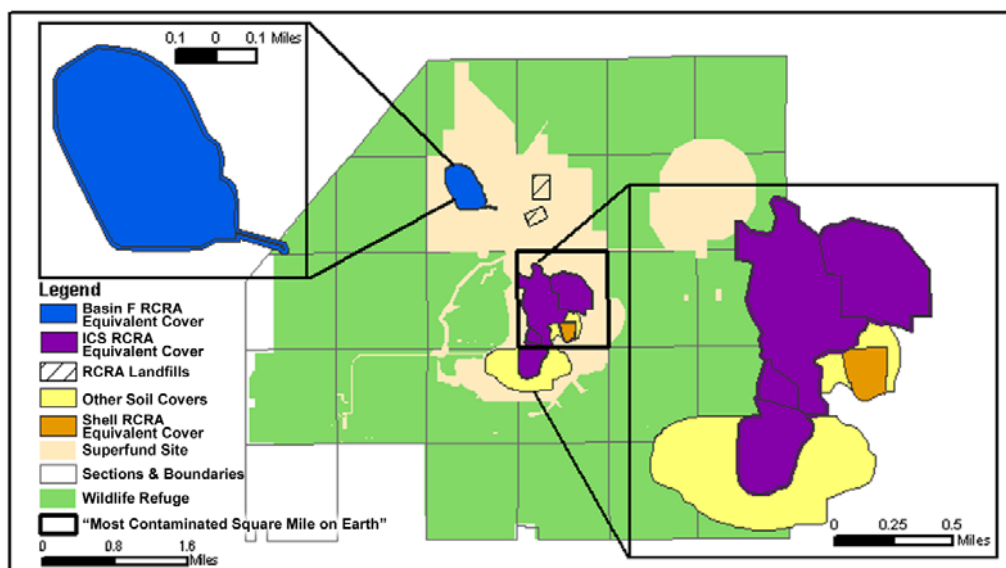 0.1 0 0.1 Miles
Legend
Basin F RCRA
Equivalent Cover
ICS RCRA
Equivalent Cover
RCRA Landfills
Other Soil Covers
Shell RCRA
Equivalent Cover
Superfund Site
Sections & Boundaries
Wildlife Refuge
“Most Contaminated Square Mile on Earth”
0 0.8 1.6
Miles
0 0.25 0.5
Miles